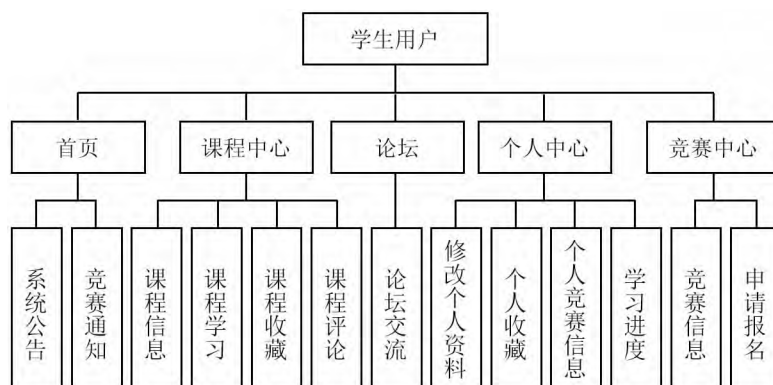 学生用户
首页
课程中心
论坛
个人中心
竞赛中心
系统公告
竞赛通知
课程信息
课程学习
课程收藏
课程评论
论坛交流
修改个人资料
个人收藏
个人竞赛信息
学习进度
竞赛信息
申请报名